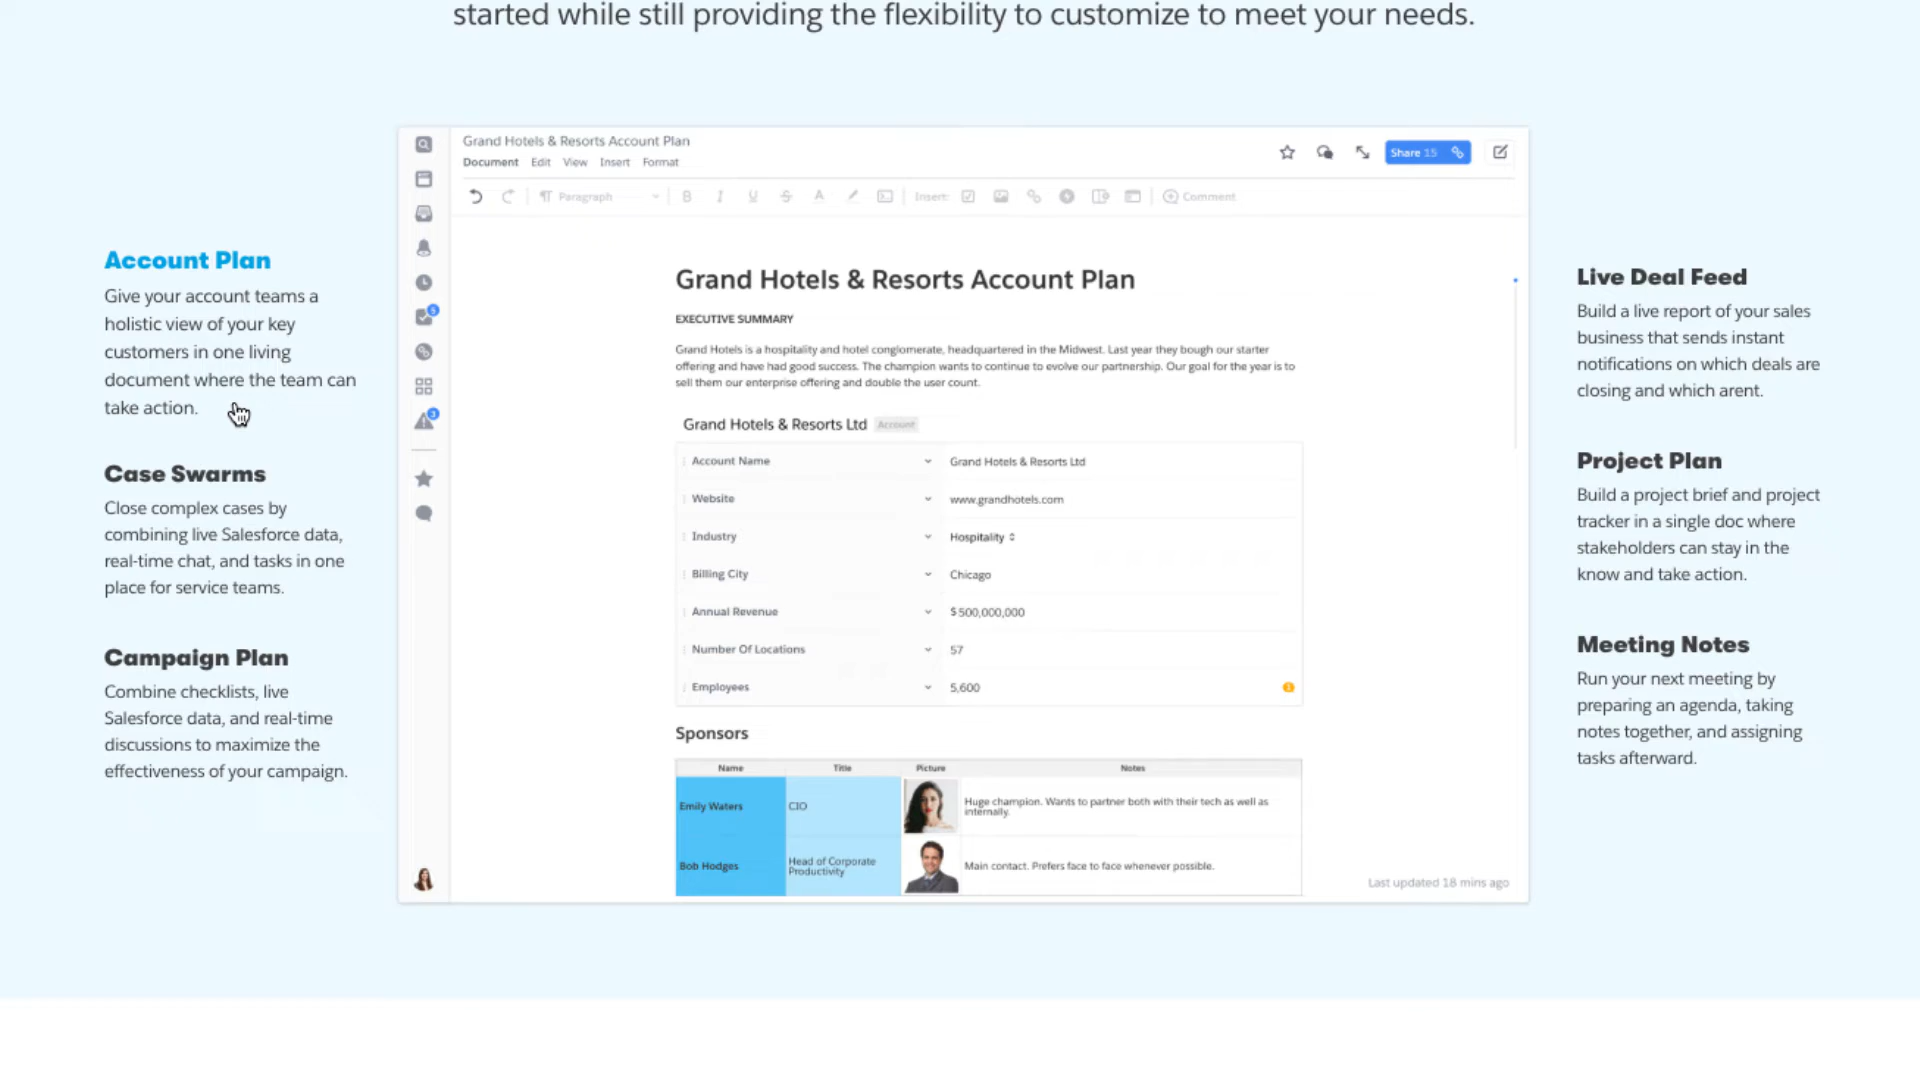 started while still providing the flexibility to customize to meet your needs.
Account Plan
Give your account teams a
holistic view of your key
customers in one living
document where the team can
take action.
Case Swarms
Close complex cases by
combining live Salesforce data,
real-time chat, and tasks in one
place for service teams.
Campaign Plan
Combine checklists, live
Salesforce data, and real-time
discussions to maximize the
effectiveness of your campaign.
Grand Hotels & Resorts Account Plan
Document Edit View Insert Format
Share 15
Paragraph B I U S A Insert: Comment
5
3
Grand Hotels & Resorts Account Plan
EXECUTIVE SUMMARY
Grand Hotels is a hospitality and hotel conglomerate, headquartered in the Midwest. Last year they bough our starter
offering and have had good success. The champion wants to continue to evolve our partnership. Our goal for the year is to
sell them our enterprise offering and double the user count.
Grand Hotels & Resorts Ltd Account
Account Name Grand Hotels & Resorts Ltd
Website www.grandhotels.com
Industry Hospitality
Billing City Chicago
Annual Revenue $500,000,000
Number Of Locations 57
Employees 5,600
Sponsors
Name Title Picture Notes
Emily Waters CIO Huge champion. Wants to partner both with their tech as well as
internally.
Bob Hodges Head of Corporate
Productivity Main contact. Prefers face to face whenever possible.
Last updated 18 mins ago
Live Deal Feed
Build a live report of your sales
business that sends instant
notifications on which deals are
closing and which arent.
Project Plan
Build a project brief and project
tracker in a single doc where
stakeholders can stay in the
know and take action.
Meeting Notes
Run your next meeting by
preparing an agenda, taking
notes together, and assigning
tasks afterward.